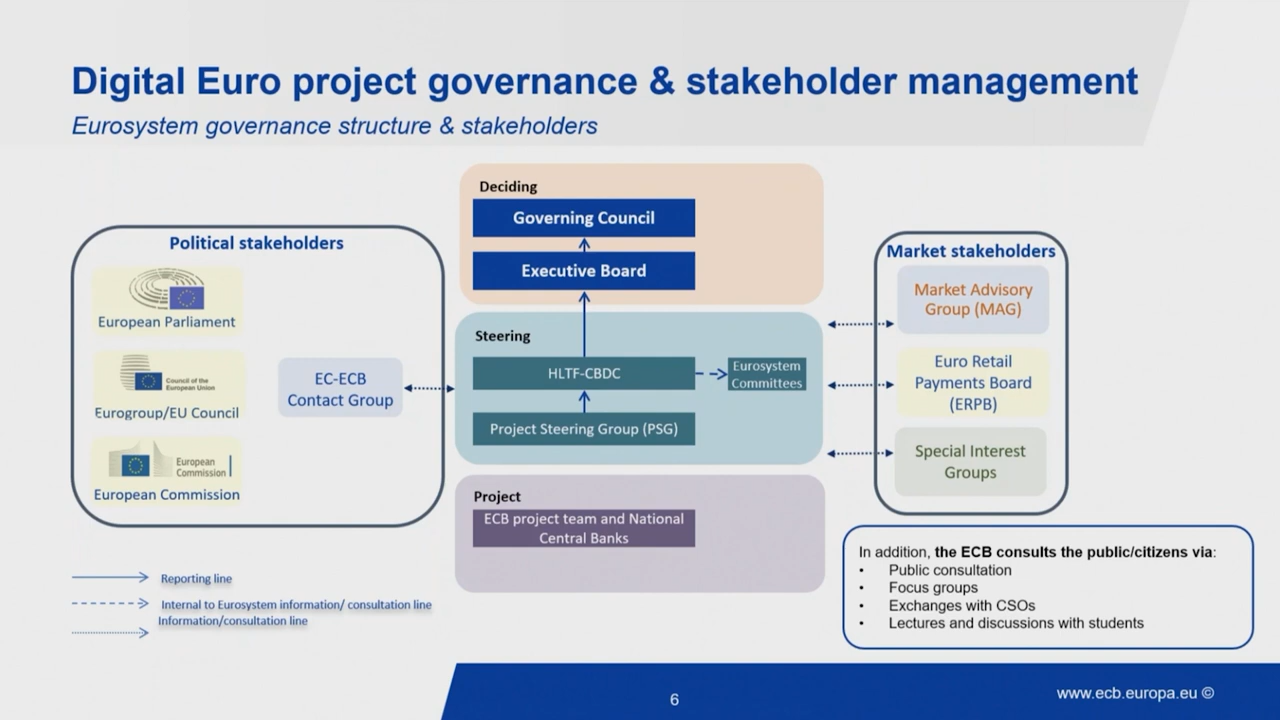 Digital Euro project governance & stakeholder management
Eurosystem governance structure & stakeholders
Political stakeholders
European Parliament
Council of the
European Union
Eurogroup/EU Council
European
Commission
European Commission
EC-ECB
Contact Group
Deciding
Governing Council
Executive Board
Steering
HLTF-CBDC
Eurosystem
Committees
Project Steering Group (PSG)
Project
ECB project team and National
Central Banks
Market stakeholders
Market Advisory
Group (MAG)
Euro Retail
Payments Board
(ERPB)
Special Interest
Groups
Reporting line
Internal to Eurosystem information/ consultation line
Information/consultation line
In addition, the ECB consults the public/citizens via:
• Public consultation
• Focus groups
• Exchanges with CSOs
• Lectures and discussions with students
6
www.ecb.europa.eu ©